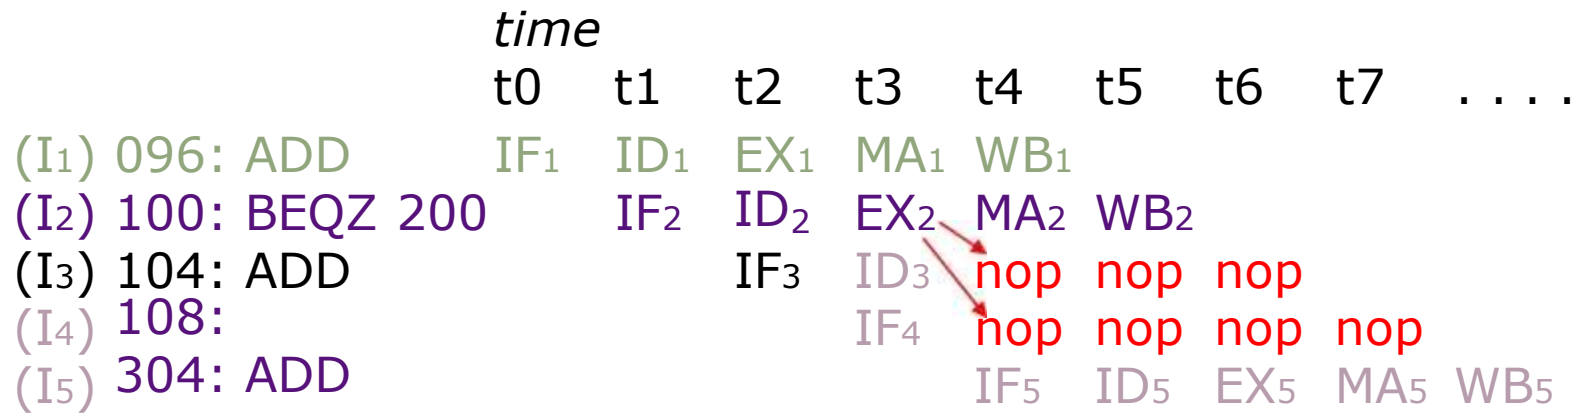 time
t0 t1 t2 t3 t4 t5 t6 t7 . . . .
(I1) 096: ADD IF1 ID1 EX1 MA1 WB1
(I2) 100: BEQZ 200 IF2 ID2 EX2 MA2 WB2
(I3) 104: ADD IF3 ID3 nop nop nop
(I4) 108: IF4 nop nop nop nop
(I5) 304: ADD IF5 ID5 EX5 MA5 WB5